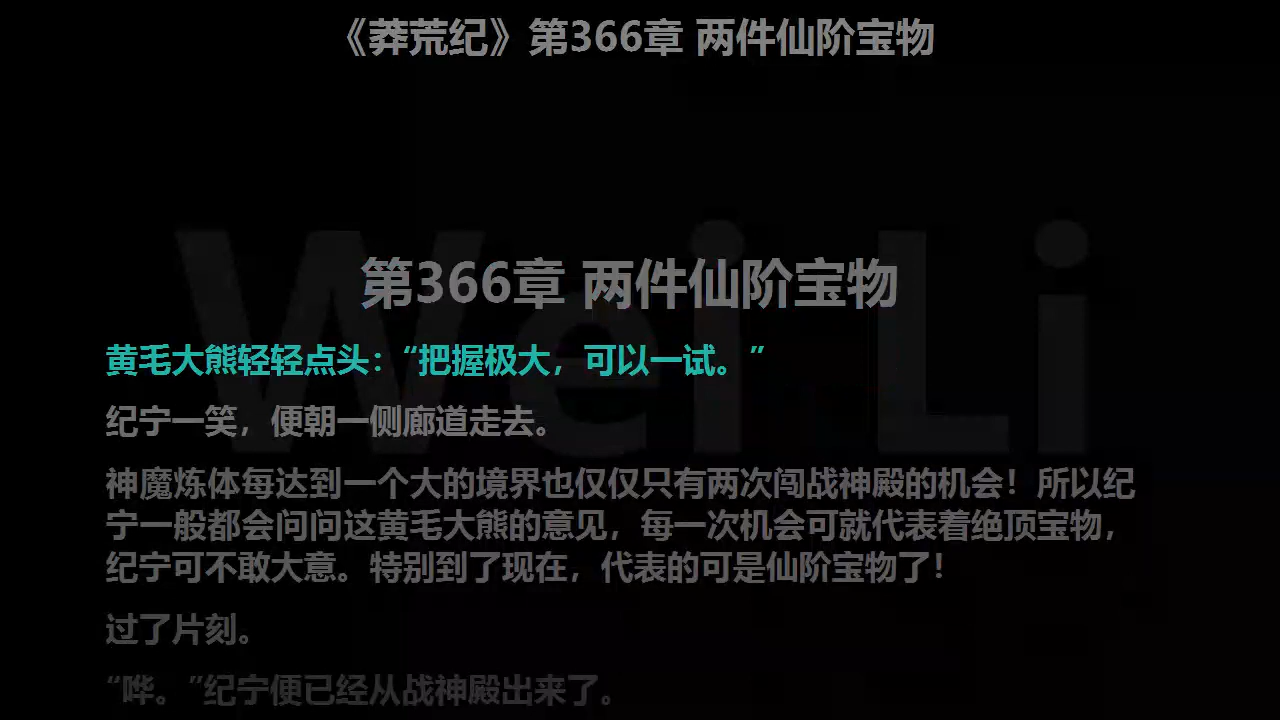 《莽荒纪》第366章 两件仙阶宝物
Wei Li
第366章 两件仙阶宝物
黄毛大熊轻轻点头：“把握极大，可以一试。”
纪宁一笑，便朝一侧廊道走去。
神魔炼体每达到一个大的境界也仅仅只有两次闯战神殿的机会！所以纪
宁一般都会问问这黄毛大熊的意见，每一次机会可就代表着绝顶宝物，
纪宁可不敢大意。特别到了现在，代表的可是仙阶宝物了！
过了片刻。
“哗。”纪宁便已经从战神殿出来了。